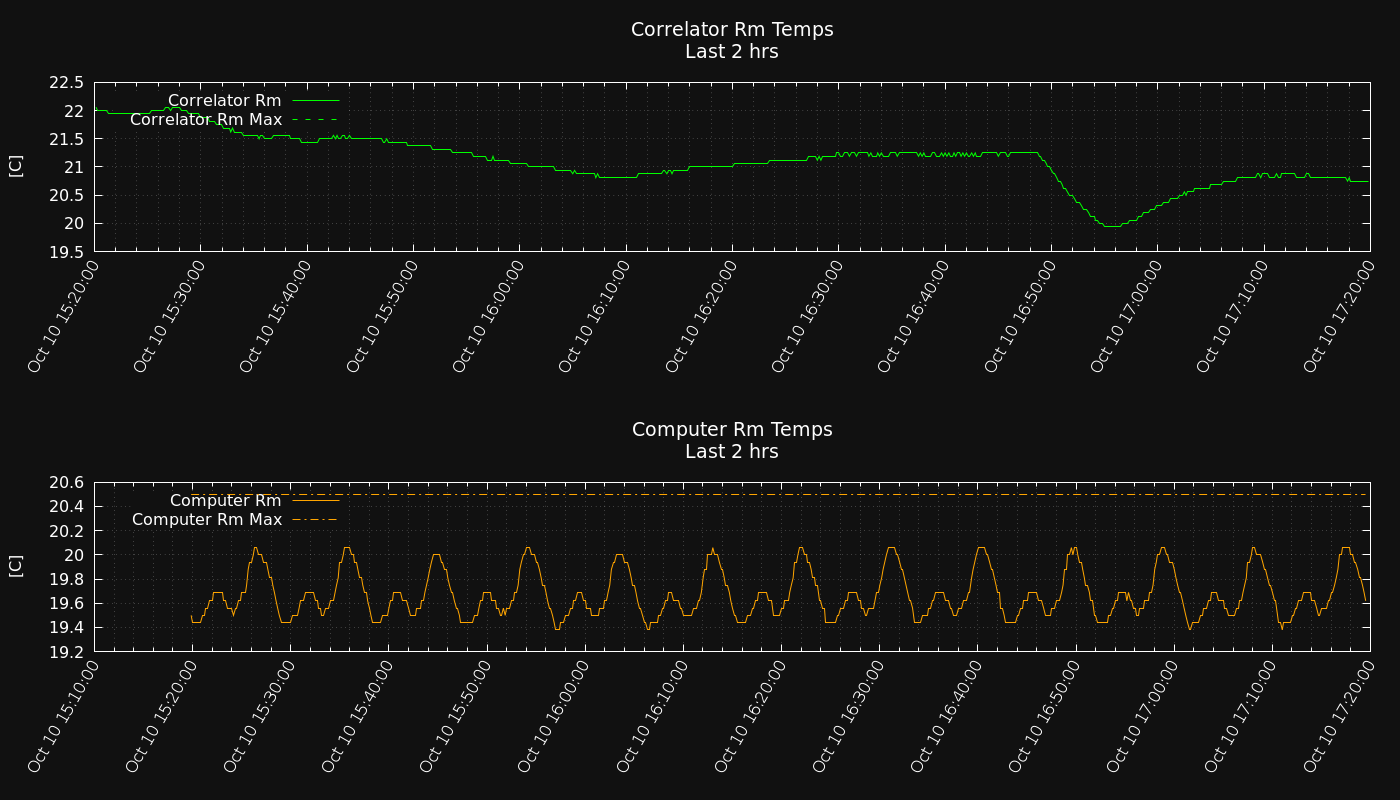 Correlator Rm Temps
Last 2 hrs
22.5
22
21.5
21
20.5
20
19.5
[C]
Correlator Rm
Correlator Rm Max
Oct 10 15:20:00
Oct 10 15:30:00
Oct 10 15:40:00
Oct 10 15:50:00
Oct 10 16:00:00
Oct 10 16:10:00
Oct 10 16:20:00
Oct 10 16:30:00
Oct 10 16:40:00
Oct 10 16:50:00
Oct 10 17:00:00
Oct 10 17:10:00
Oct 10 17:20:00
Computer Rm Temps
Last 2 hrs
20.6
20.4
20.2
20
19.8
19.6
19.4
19.2
[C]
Computer Rm
Computer Rm Max
Oct 10 15:10:00
Oct 10 15:20:00
Oct 10 15:30:00
Oct 10 15:40:00
Oct 10 15:50:00
Oct 10 16:00:00
Oct 10 16:10:00
Oct 10 16:20:00
Oct 10 16:30:00
Oct 10 16:40:00
Oct 10 16:50:00
Oct 10 17:00:00
Oct 10 17:10:00
Oct 10 17:20:00